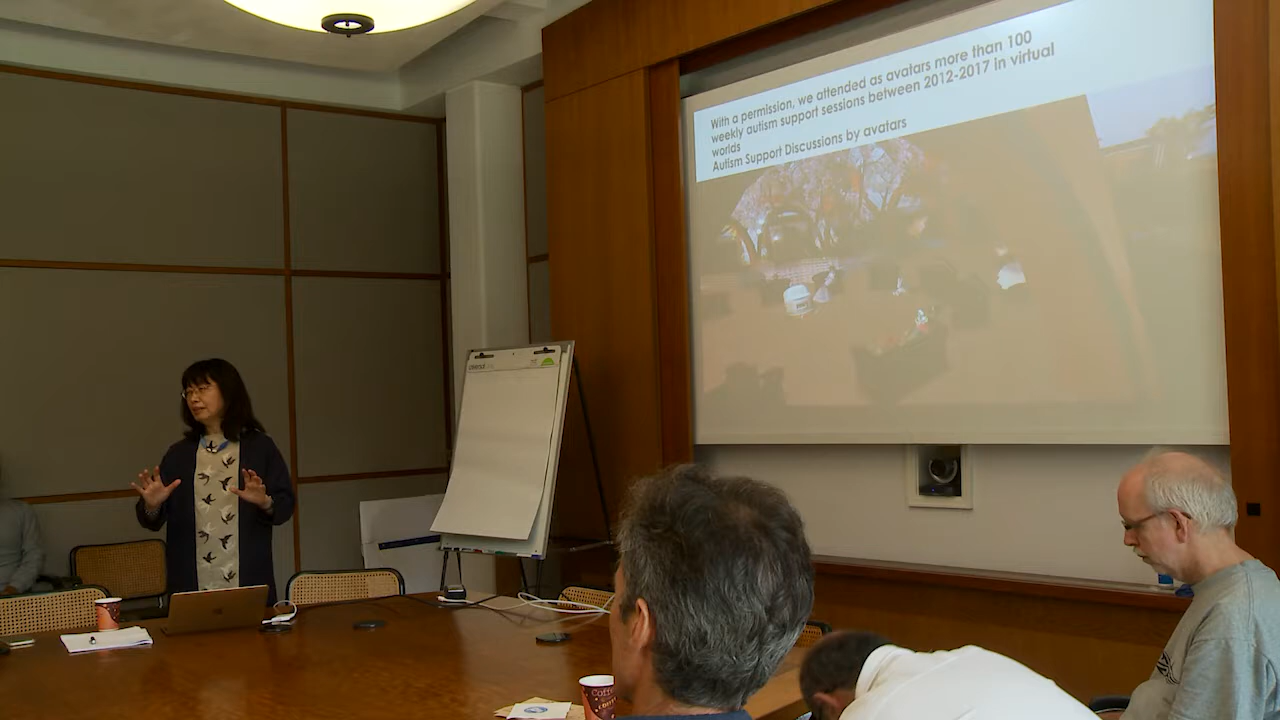 With a permission, we attended as avatars more than 100
weekly autism support sessions between 2012-2017 in virtual
worlds
Autism Support Discussions by avatars
Coffee